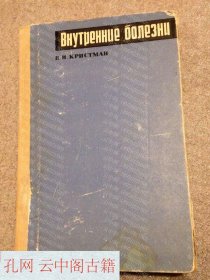 Внутренние болезни
В. И. КРИСТМАН
孔网 云中阁古籍